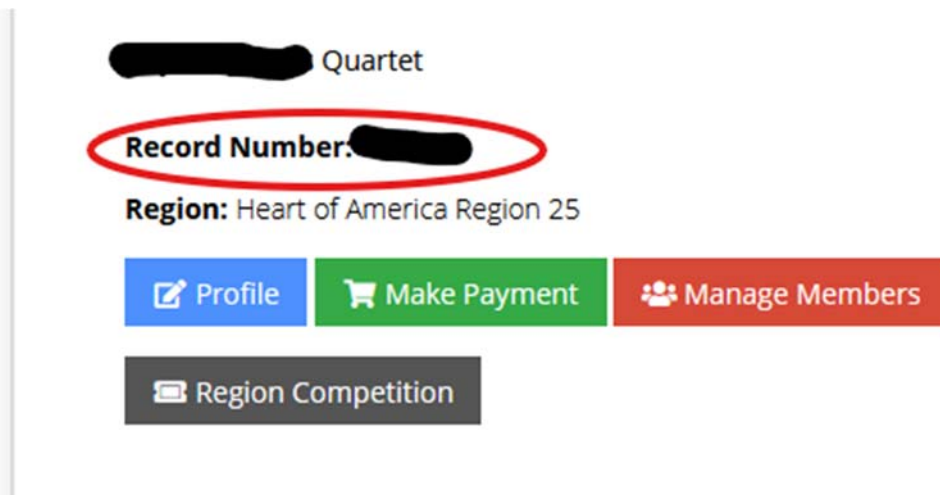 Quartet
Record Number:
Region: Heart of America Region 25
Profile Make Payment Manage Members
Region Competition